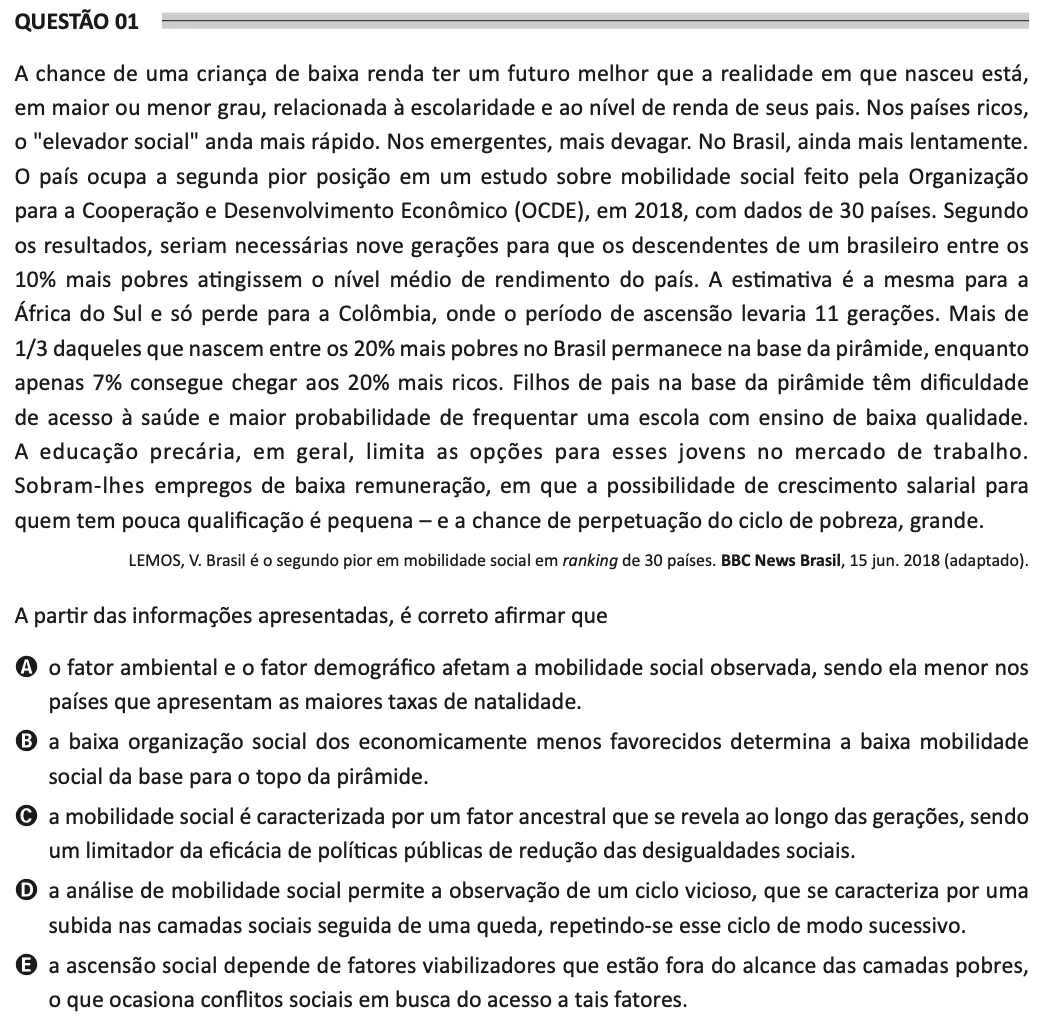 QUESTÃO 01
A chance de uma criança de baixa renda ter um futuro melhor que a realidade em que nasceu está,
em maior ou menor grau, relacionada à escolaridade e ao nível de renda de seus pais. Nos países ricos,
o "elevador social" anda mais rápido. Nos emergentes, mais devagar. No Brasil, ainda mais lentamente.
O país ocupa a segunda pior posição em um estudo sobre mobilidade social feito pela Organização
para a Cooperação e Desenvolvimento Econômico (OCDE), em 2018, com dados de 30 países. Segundo
os resultados, seriam necessárias nove gerações para que os descendentes de um brasileiro entre os
10% mais pobres atingissem o nível médio de rendimento do país. A estimativa é a mesma para a
África do Sul e só perde para a Colômbia, onde o período de ascensão levaria 11 gerações. Mais de
1/3 daqueles que nascem entre os 20% mais pobres no Brasil permanece na base da pirâmide, enquanto
apenas 7% consegue chegar aos 20% mais ricos. Filhos de pais na base da pirâmide têm dificuldade
de acesso à saúde e maior probabilidade de frequentar uma escola com ensino de baixa qualidade.
A educação precária, em geral, limita as opções para esses jovens no mercado de trabalho.
Sobram-lhes empregos de baixa remuneração, em que a possibilidade de crescimento salarial para
quem tem pouca qualificação é pequena – e a chance de perpetuação do ciclo de pobreza, grande.
LEMOS, V. Brasil é o segundo pior em mobilidade social em ranking de 30 países. BBC News Brasil, 15 jun. 2018 (adaptado).
A partir das informações apresentadas, é correto afirmar que
A o fator ambiental e o fator demográfico afetam a mobilidade social observada, sendo ela menor nos
países que apresentam as maiores taxas de natalidade.
B a baixa organização social dos economicamente menos favorecidos determina a baixa mobilidade
social da base para o topo da pirâmide.
C a mobilidade social é caracterizada por um fator ancestral que se revela ao longo das gerações, sendo
um limitador da eficácia de políticas públicas de redução das desigualdades sociais.
D a análise de mobilidade social permite a observação de um ciclo vicioso, que se caracteriza por uma
subida nas camadas sociais seguida de uma queda, repetindo-se esse ciclo de modo sucessivo.
E a ascensão social depende de fatores viabilizadores que estão fora do alcance das camadas pobres,
o que ocasiona conflitos sociais em busca do acesso a tais fatores.